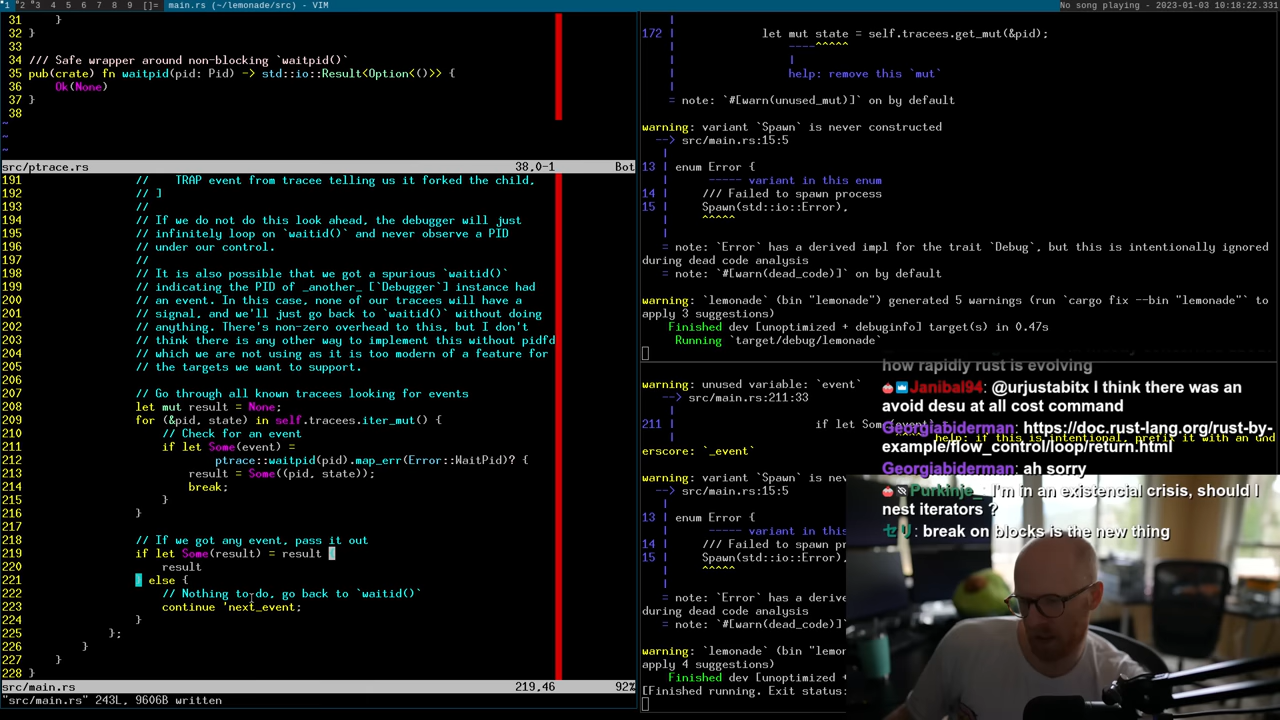 1 2 3 4 5 6 7 8 9 []= main.rs (~/lemonade/src) - VIM
No song playing - 2023-01-03 10:18:22.331
31     }
32 }
33
34 /// Safe wrapper around non-blocking `waitpid()`
35 pub(crate) fn waitpid(pid: Pid) -> std::io::Result<Option<()>> {
36     Ok(None)
37 }
38
~
~
~
src/ptrace.rs 38,0-1 Bot
191                 //    TRAP event from tracee telling us it forked the child,
192                 // ]
193                 //
194                 // If we do not do this look ahead, the debugger will just
195                 // infinitely loop on `waitid()` and never observe a PID
196                 // under our control.
197                 //
198                 // It is also possible that we got a spurious `waitid()`
199                 // indicating the PID of _another_ [`Debugger`] instance had
200                 // an event. In this case, none of our tracees will have a
201                 // signal, and we'll just go back to `waitid()` without doing
202                 // anything. There's non-zero overhead to this, but I don't
203                 // think there is any other way to implement this without pidfd
204                 // which we are not using as it is too modern of a feature for
205                 // the targets we want to support.
206
207                 // Go through all known tracees looking for events
208                 let mut result = None;
209                 for (&pid, state) in self.tracees.iter_mut() {
210                     // Check for an event
211                     if let Some(event) =
212                             ptrace::waitpid(pid).map_err(Error::WaitPid)? {
213                         result = Some((pid, state));
214                         break;
215                     }
216                 }
217
218                 // If we got any event, pass it out
219                 if let Some(result) = result {
220                     result
221                 } else {
222                     // Nothing to do, go back to `waitid()`
223                     continue 'next_event;
224                 }
225             };
226         }
227     }
228 }
src/main.rs 219,46 92%
"src/main.rs" 243L, 9606B written
172 |             let mut state = self.tracees.get_mut(&pid);
    |                 ----^^^^^
    |                 |
    |                 help: remove this `mut`
    |
    = note: `#[warn(unused_mut)]` on by default
warning: variant `Spawn` is never constructed
  --> src/main.rs:15:5
   |
13 | enum Error {
   |      ----- variant in this enum
14 |     /// Failed to spawn process
15 |     Spawn(std::io::Error),
   |     ^^^^^
   |
   = note: `Error` has a derived impl for the trait `Debug`, but this is intentionally ignored
during dead code analysis
   = note: `#[warn(dead_code)]` on by default
warning: `lemonade` (bin "lemonade") generated 5 warnings (run `cargo fix --bin "lemonade"` to
apply 3 suggestions)
    Finished dev [unoptimized + debuginfo] target(s) in 0.47s
     Running `target/debug/lemonade`
warning: unused variable: `event`
   --> src/main.rs:211:33
    |
211 |                     if let Some(event)
    ^^^^^ help: if this is intentional, prefix it with an und
erscore: `_event`
warning: variant `Spawn` is nev
  --> src/main.rs:15:5
   |
13 | enum Error {
   |      ----- variant in this
14 |     /// Failed to spawn pr
15 |     Spawn(std::io::Error),
   |     ^^^^^
   |
   = note: `Error` has a derive
during dead code analysis
   = note: `#[warn(dead_code)]
warning: `lemonade` (bin "lemona
apply 4 suggestions)
    Finished dev [unoptimized +
[Finished running. Exit status:
how rapidly rust is evolving
Janibal94: @urjustabitx I think there was an
avoid desu at all cost command
Georgiabiderman: https://doc.rust-lang.org/rust-by-
example/flow_control/loop/return.html
Georgiabiderman: ah sorry
Purkinje_: I'm in an existencial crisis, should I
nest iterators ?
セリ: break on blocks is the new thing